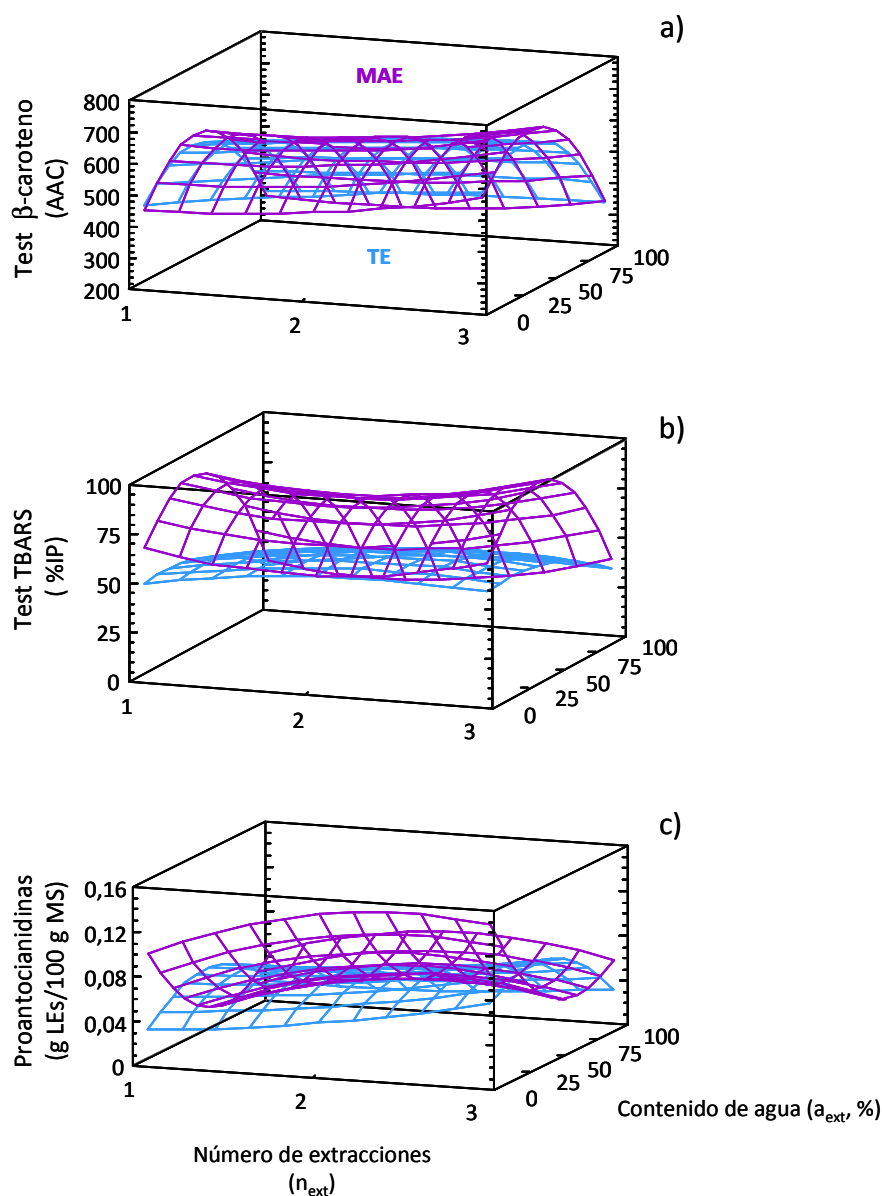 a)
MAE
Test β-caroteno
(AAC)
800
700
600
500
400
300
200
TE
1
2
3
0
25
50
75
100
b)
Test TBARS
( %IP)
100
75
50
25
0
1
2
3
0
25
50
75
100
c)
Proantocianidinas
(g LEs/100 g MS)
0,16
0,12
0,08
0,04
0
1
2
3
0
25
50
75
100
Contenido de agua (aext, %)
Número de extracciones
(next)